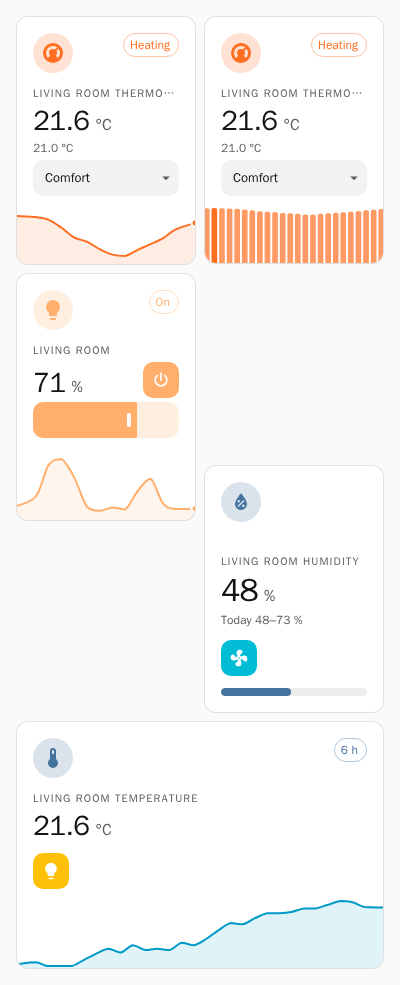 Heating
LIVING ROOM THERMO...
21.6 °C
21.0 °C
Comfort
Heating
LIVING ROOM THERMO...
21.6 °C
21.0 °C
Comfort
On
LIVING ROOM
71 %
LIVING ROOM HUMIDITY
48 %
Today 48–73 %
6 h
LIVING ROOM TEMPERATURE
21.6 °C